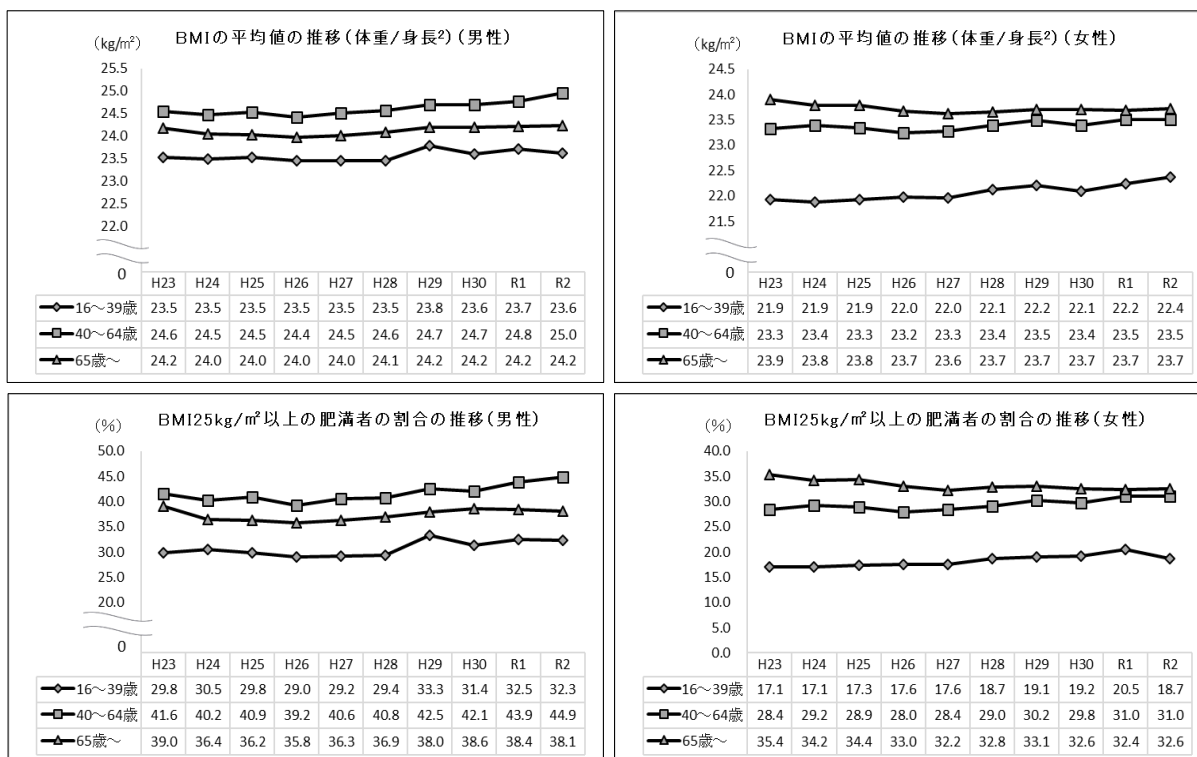 BMIの平均値の推移(体重/身長²)(男性)
(kg/㎡)
25.5
25.0
24.5
24.0
23.5
23.0
22.5
22.0
0
H23 H24 H25 H26 H27 H28 H29 H30 R1 R2
16～39歳 23.5 23.5 23.5 23.5 23.5 23.5 23.8 23.6 23.7 23.6
40～64歳 24.6 24.5 24.5 24.4 24.5 24.6 24.7 24.7 24.8 25.0
65歳～ 24.2 24.0 24.0 24.0 24.0 24.1 24.2 24.2 24.2 24.2
BMIの平均値の推移(体重/身長²)(女性)
(kg/㎡)
24.5
24.0
23.5
23.0
22.5
22.0
21.5
0
H23 H24 H25 H26 H27 H28 H29 H30 R1 R2
16～39歳 21.9 21.9 21.9 22.0 22.0 22.1 22.2 22.1 22.2 22.4
40～64歳 23.3 23.4 23.3 23.2 23.3 23.4 23.5 23.4 23.5 23.5
65歳～ 23.9 23.8 23.8 23.7 23.6 23.7 23.7 23.7 23.7 23.7
BMI25kg/㎡以上の肥満者の割合の推移(男性)
(%)
50.0
45.0
40.0
35.0
30.0
25.0
20.0
0
H23 H24 H25 H26 H27 H28 H29 H30 R1 R2
16～39歳 29.8 30.5 29.8 29.0 29.2 29.4 33.3 31.4 32.5 32.3
40～64歳 41.6 40.2 40.9 39.2 40.6 40.8 42.5 42.1 43.9 44.9
65歳～ 39.0 36.4 36.2 35.8 36.3 36.9 38.0 38.6 38.4 38.1
BMI25kg/㎡以上の肥満者の割合の推移(女性)
(%)
40.0
35.0
30.0
25.0
20.0
15.0
10.0
5.0
0.0
H23 H24 H25 H26 H27 H28 H29 H30 R1 R2
16～39歳 17.1 17.1 17.3 17.6 17.6 18.7 19.1 19.2 20.5 18.7
40～64歳 28.4 29.2 28.9 28.0 28.4 29.0 30.2 29.8 31.0 31.0
65歳～ 35.4 34.2 34.4 33.0 32.2 32.8 33.1 32.6 32.4 32.6